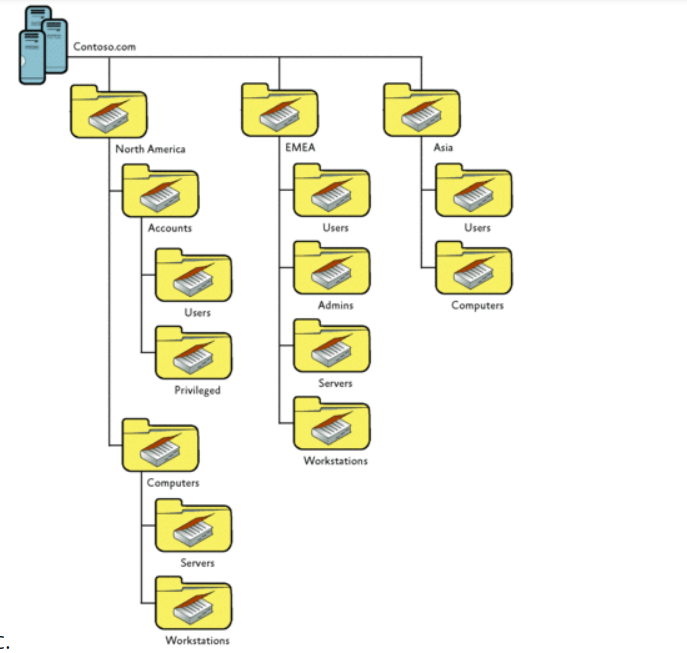 Contoso.com
North America
EMEA
Asia
Accounts
Users
Users
Users
Admins
Computers
Privileged
Servers
Workstations
Computers
Servers
Workstations